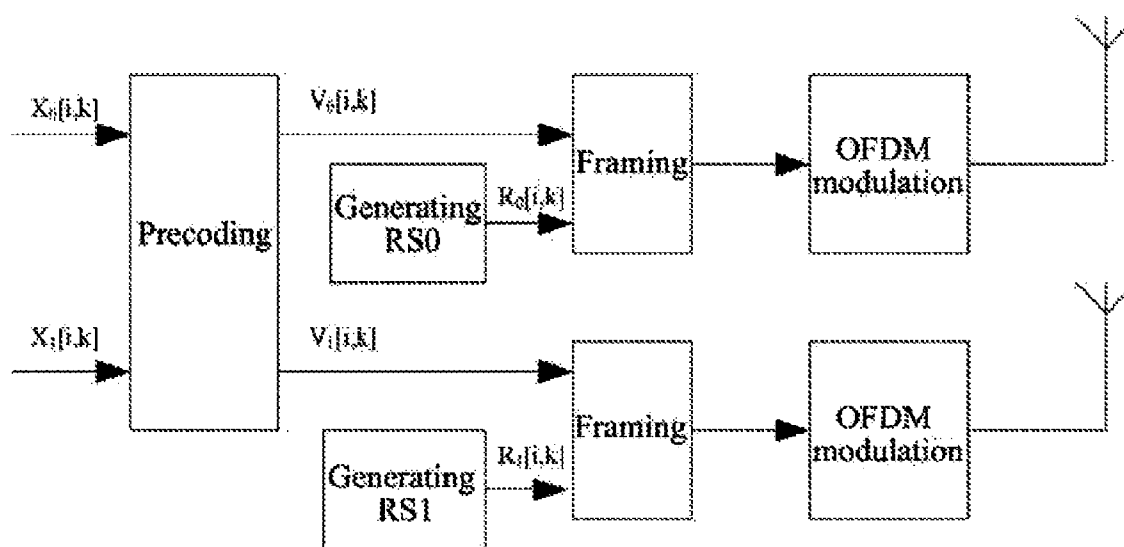 X₀[i,k]
V₀[i,k]
Precoding
Generating
RS0
R₀[i,k]
Framing
OFDM
modulation
X₁[i,k]
V₁[i,k]
Generating
RS1
R₁[i,k]
Framing
OFDM
modulation